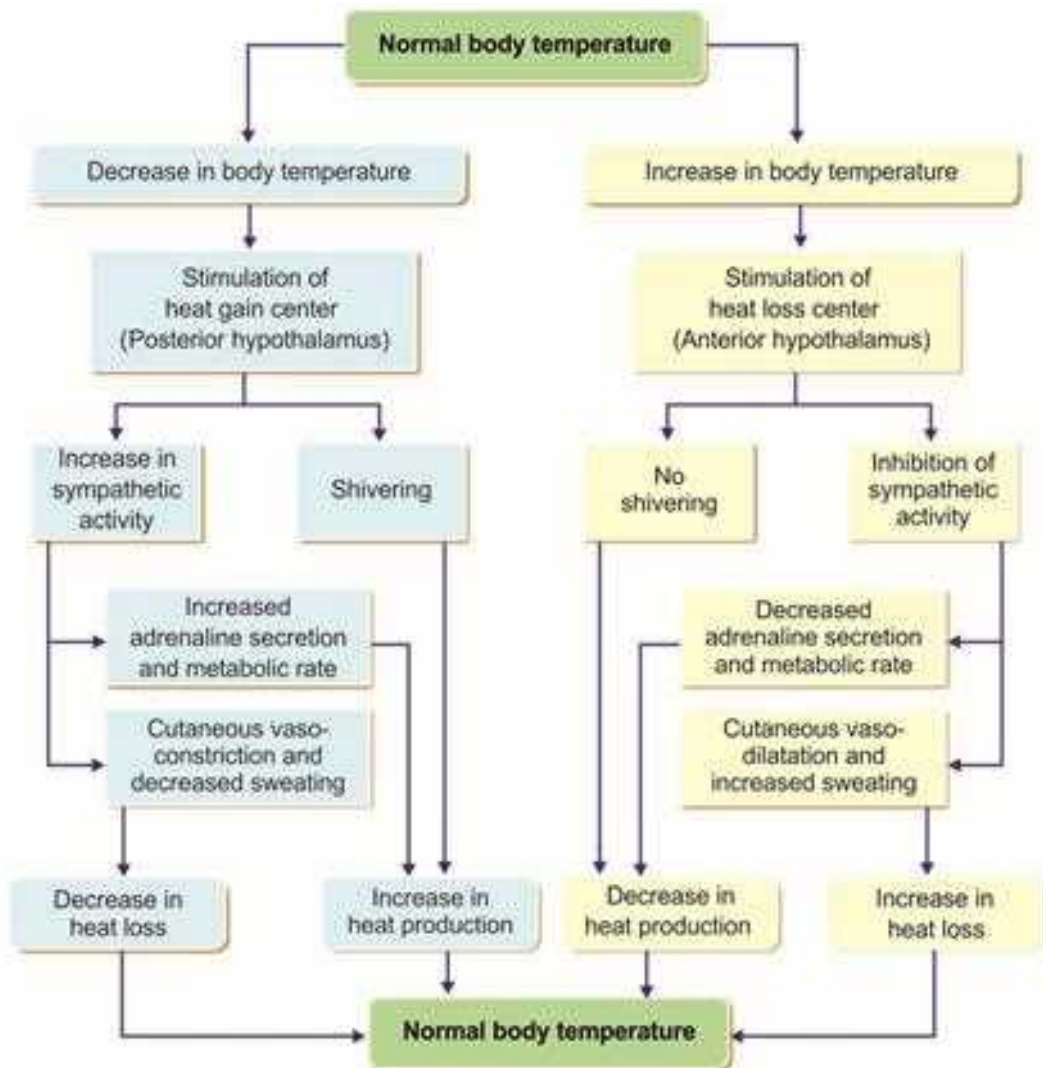 Normal body temperature
Decrease in body temperature
Increase in body temperature
Stimulation of
heat gain center
(Posterior hypothalamus)
Stimulation of
heat loss center
(Anterior hypothalamus)
Increase in
sympathetic
activity
Shivering
No
shivering
Inhibition of
sympathetic
activity
Increased
adrenaline secretion
and metabolic rate
Decreased
adrenaline secretion
and metabolic rate
Cutaneous vaso-
constriction and
decreased sweating
Cutaneous vaso-
dilatation and
increased sweating
Decrease in
heat loss
Increase in
heat production
Decrease in
heat production
Increase in
heat loss
Normal body temperature